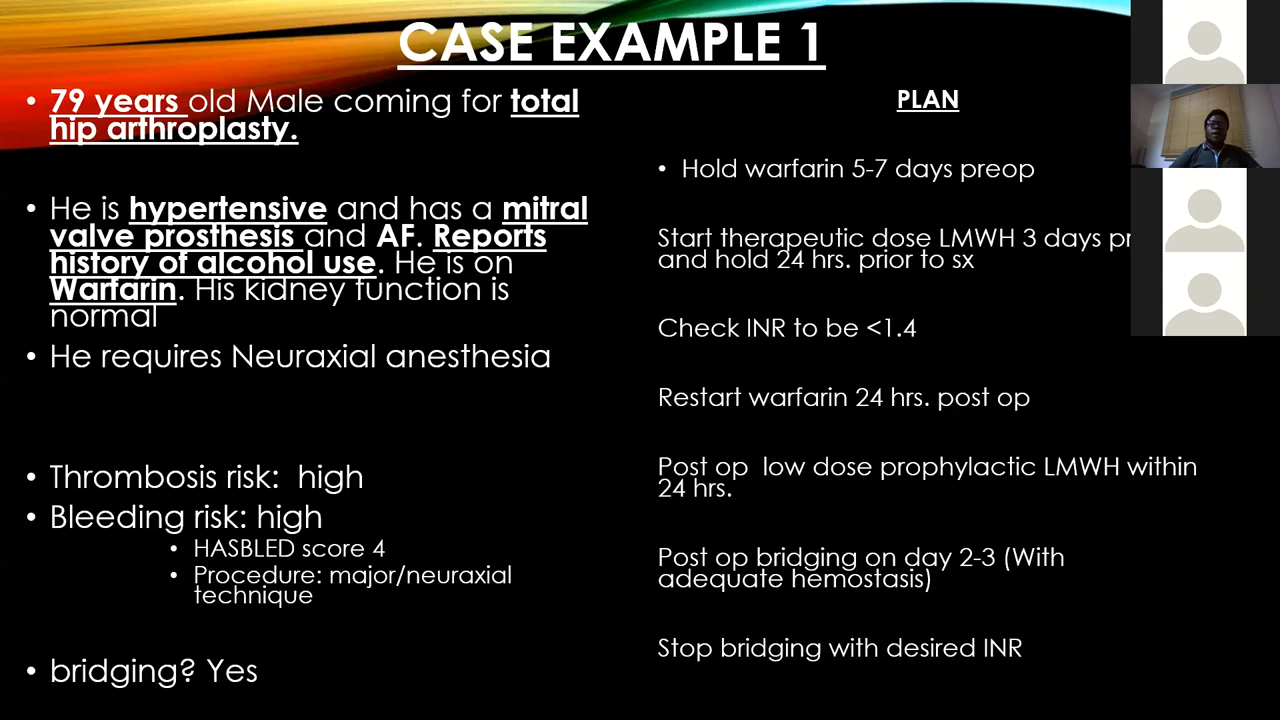 CASE EXAMPLE 1
• 79 years old Male coming for total
hip arthroplasty.
• He is hypertensive and has a mitral
valve prosthesis and AF. Reports
history of alcohol use. He is on
Warfarin. His kidney function is
normal
• He requires Neuraxial anesthesia
• Thrombosis risk: high
• Bleeding risk: high
• HASBLED score 4
• Procedure: major/neuraxial
technique
• bridging? Yes
PLAN
• Hold warfarin 5-7 days preop
Start therapeutic dose LMWH 3 days
and hold 24 hrs. prior to sx
Check INR to be <1.4
Restart warfarin 24 hrs. post op
Post op low dose prophylactic LMWH within
24 hrs.
Post op bridging on day 2-3 (With
adequate hemostasis)
Stop bridging with desired INR